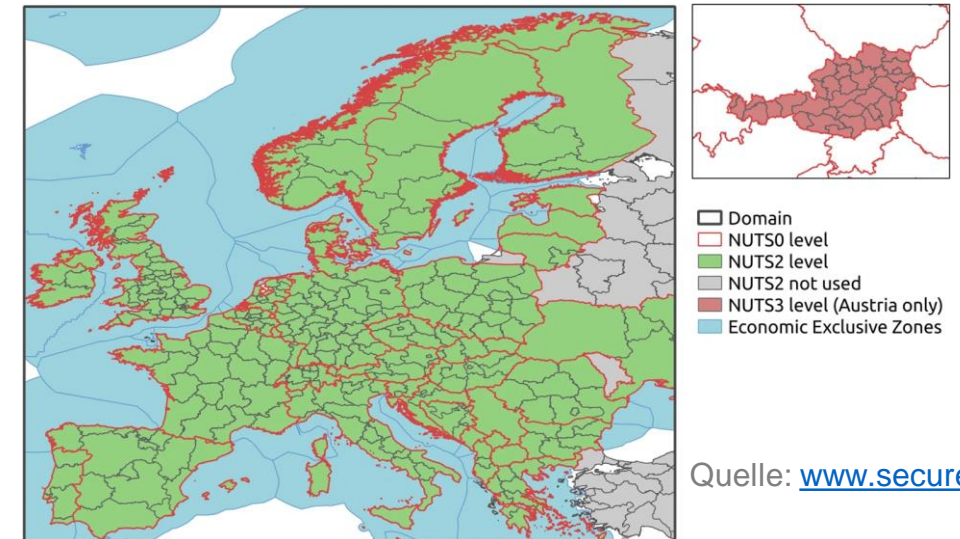 Domain
NUTS0 level
NUTS2 level
NUTS2 not used
NUTS3 level (Austria only)
Economic Exclusive Zones
Quelle: www.secure